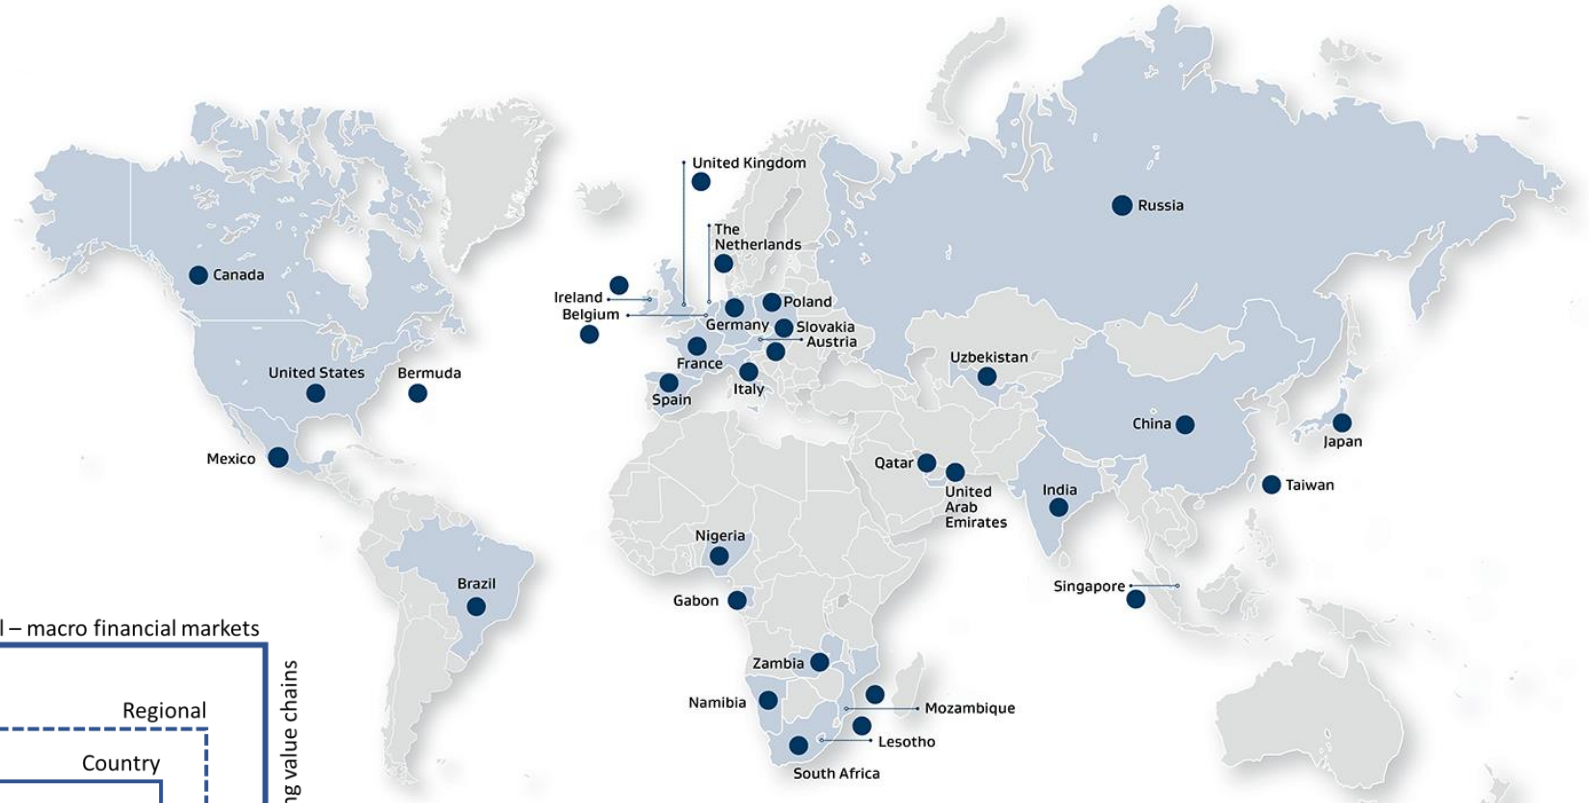 United Kingdom
Russia
The
Netherlands
Canada
Ireland
Belgium
Poland
Germany
Slovakia
Austria
France
Uzbekistan
United States
Bermuda
Italy
Spain
China
Japan
Mexico
Qatar
United
Arab
Emirates
India
Taiwan
Nigeria
Brazil
Gabon
Singapore
– macro financial markets
Zambia
value chains
Namibia
Mozambique
Regional
Lesotho
Country
South Africa